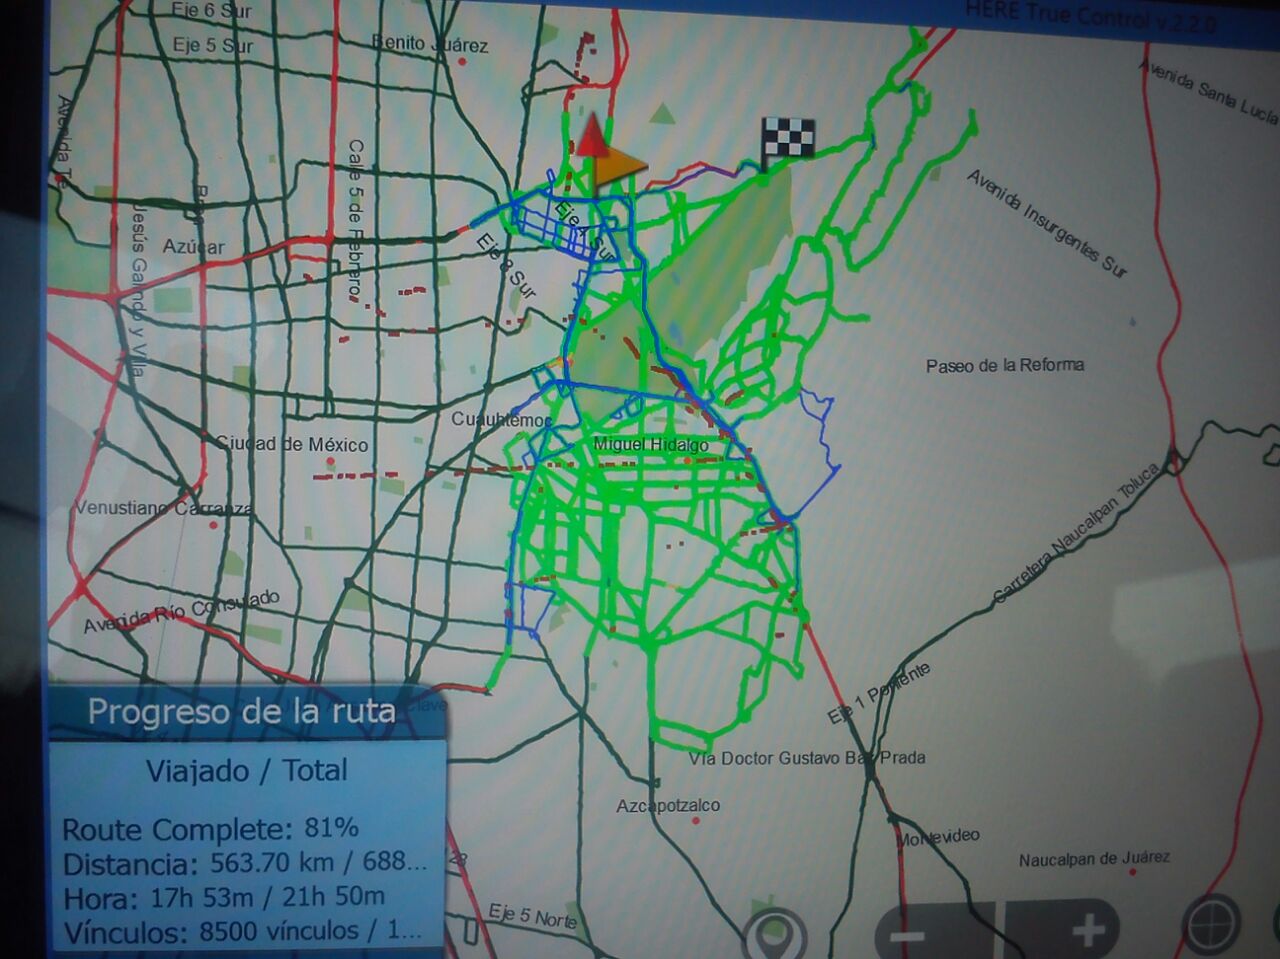 HERE True Control v.2.2.0
Eje 6 Sur
Eje 5 Sur
Benito Juárez
Avenida Santa Lucía
Avenida Te
Calle 5 de Febrero
Avenida Insurgentes Sur
Jesús Galindo y Villa
Azúcar
Eje 4 Sur
Eje 3 Sur
Paseo de la Reforma
Cuauhtémoc
Ciudad de México
Miguel Hidalgo
Venustiano Carranza
Carretera Naucalpan Toluca
Avenida Río Consulado
Eje 1 Poniente
Vía Doctor Gustavo Baz Prada
Azcapotzalco
Montevideo
Naucalpan de Juárez
Eje 5 Norte
Progreso de la ruta
Viajado / Total
Route Complete: 81%
Distancia: 563.70 km / 688...
Hora: 17h 53m / 21h 50m
Vínculos: 8500 vínculos / 1...